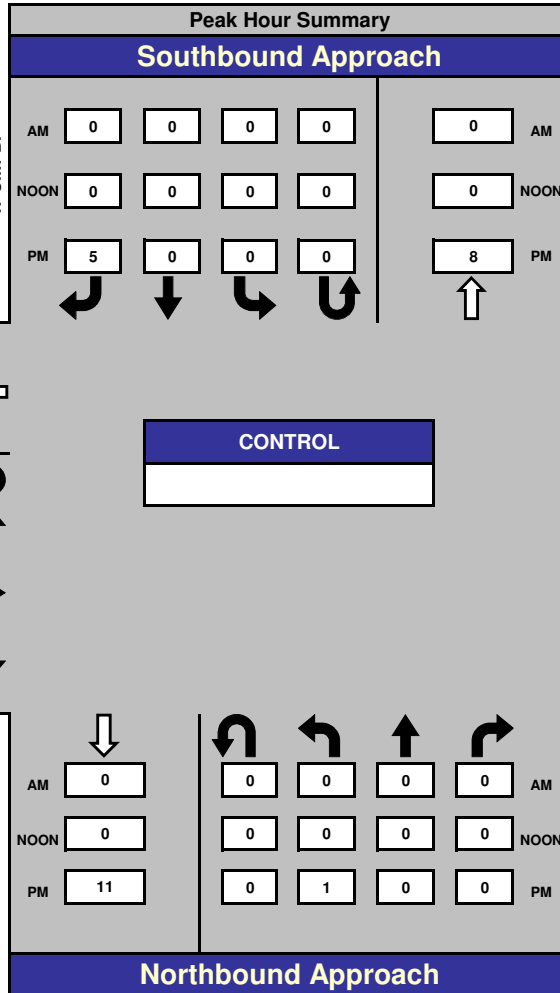 Peak Hour Summary
Southbound Approach
AM 0 0 0 0 0 AM
NOON 0 0 0 0 0 NOON
PM 5 0 0 0 8 PM
CONTROL
AM 0 0 0 0 0 AM
NOON 0 0 0 0 0 NOON
PM 11 0 1 0 0 PM
Northbound Approach